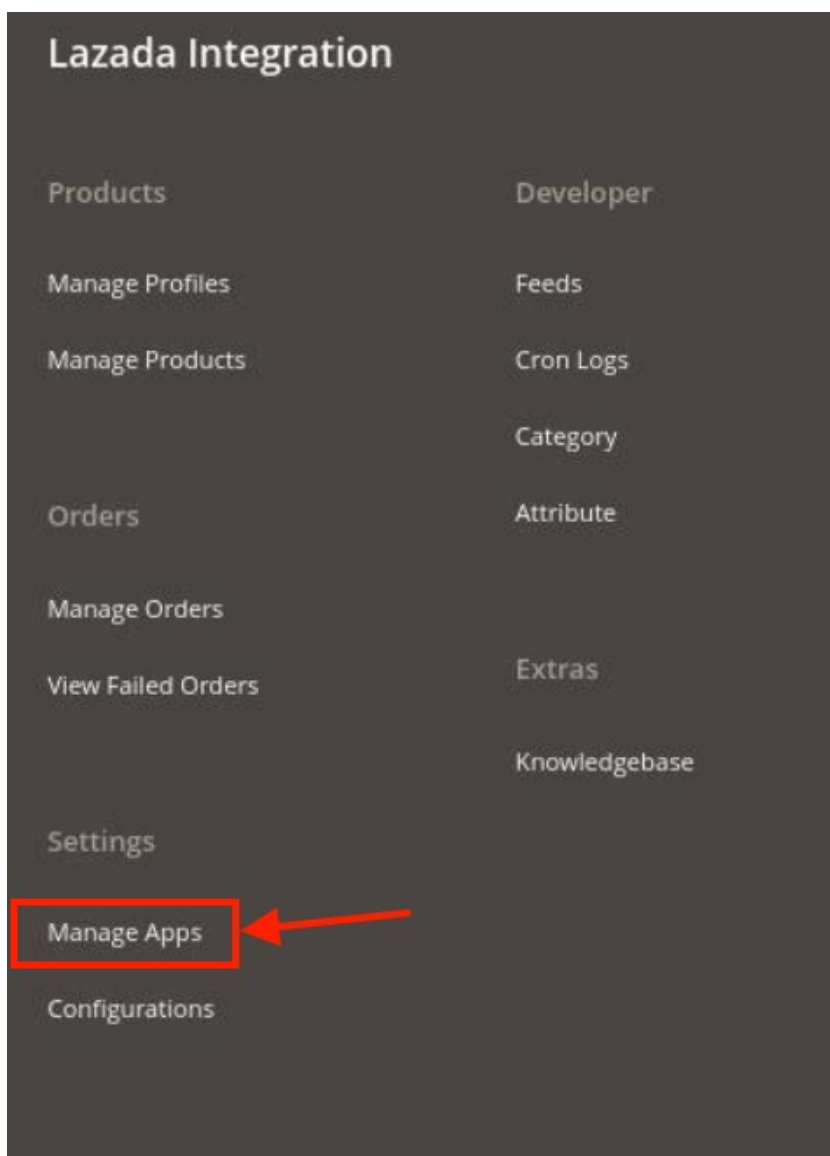 Lazada Integration
Products
Manage Profiles
Manage Products
Orders
Manage Orders
View Failed Orders
Settings
Manage Apps
Configurations
Developer
Feeds
Cron Logs
Category
Attribute
Extras
Knowledgebase